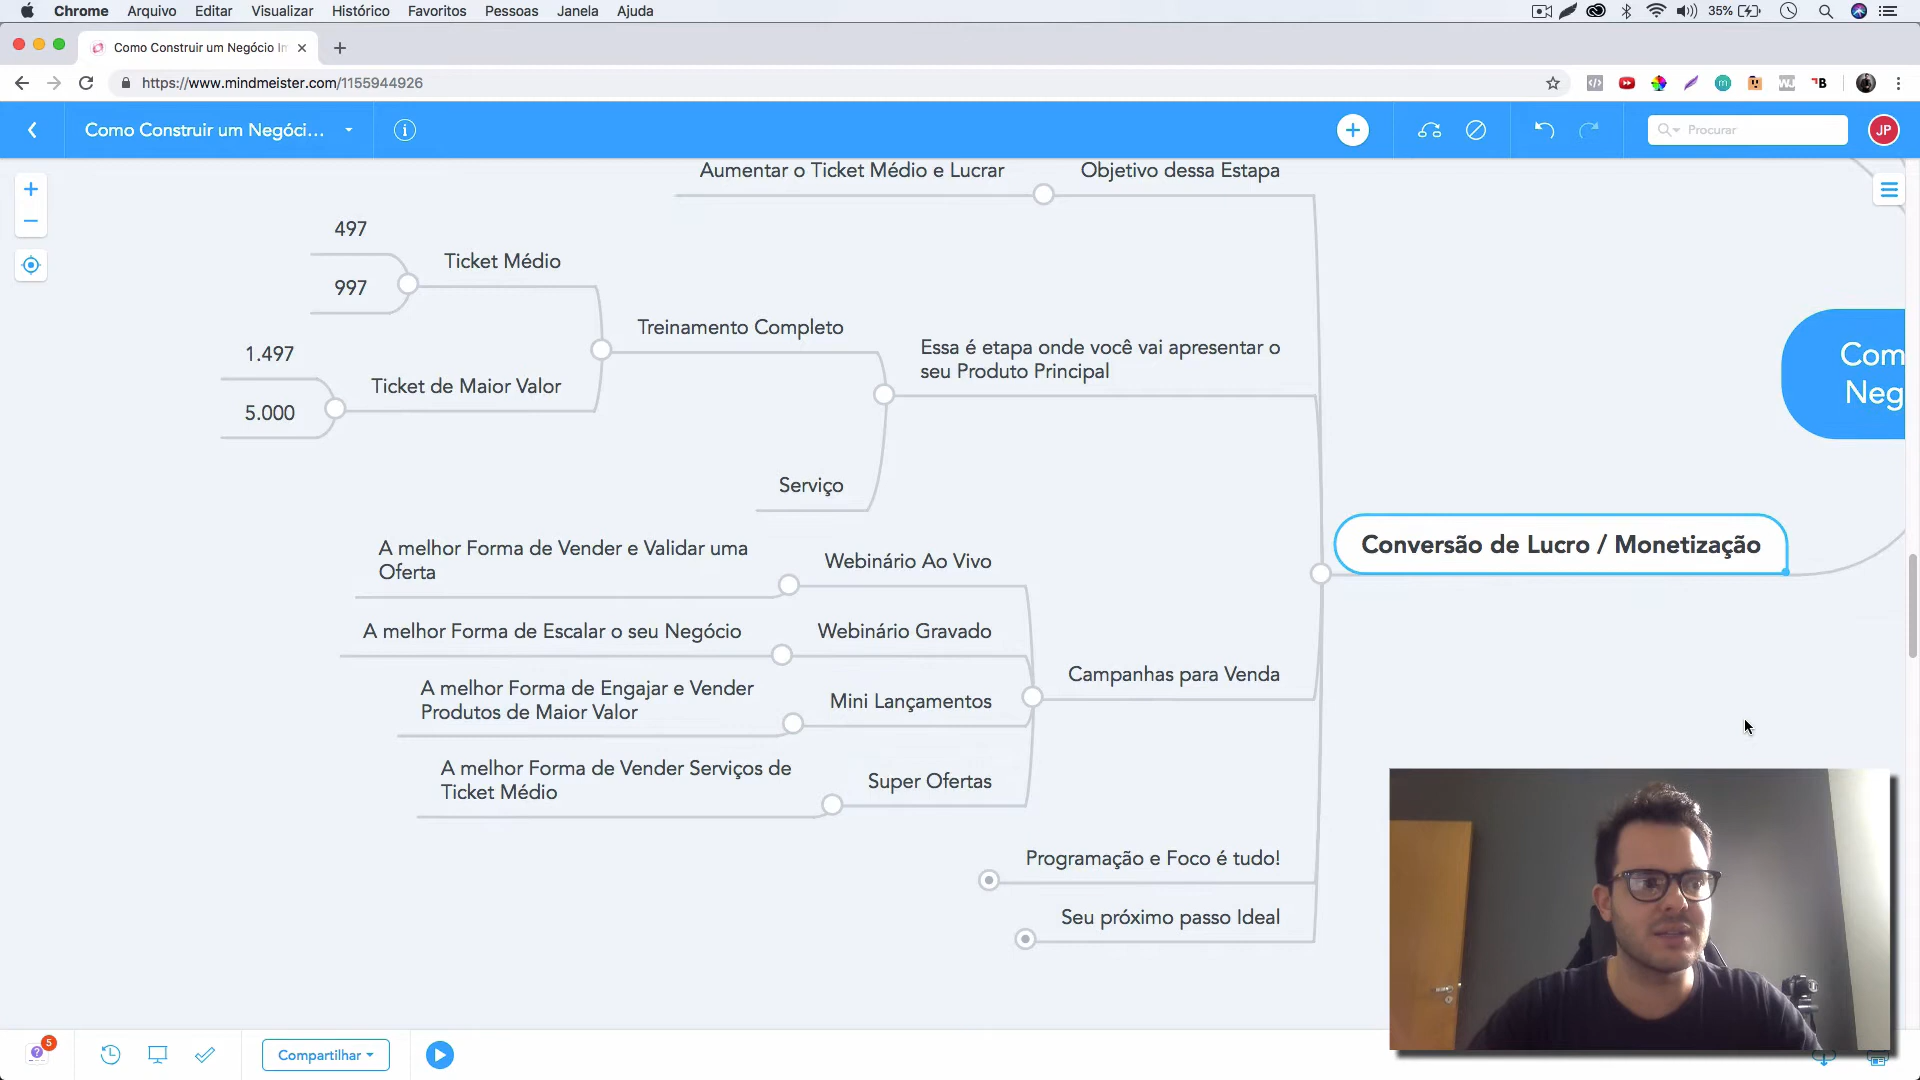 Chrome Arquivo Editar Visualizar Histórico Favoritos Pessoas Janela Ajuda 35%
Como Construir um Negócio
https://www.mindmeister.com/1155944926
Como Construir um Negóci... Procurar JP
Aumentar o Ticket Médio e Lucrar
Objetivo dessa Estapa
497
Ticket Médio
997
Treinamento Completo
1.497
Ticket de Maior Valor
5.000
Essa é etapa onde você vai apresentar o
seu Produto Principal
Com
Neg
Serviço
Conversão de Lucro / Monetização
A melhor Forma de Vender e Validar uma
Oferta
Webinário Ao Vivo
A melhor Forma de Escalar o seu Negócio
Webinário Gravado
Campanhas para Venda
A melhor Forma de Engajar e Vender
Produtos de Maior Valor
Mini Lançamentos
A melhor Forma de Vender Serviços de
Ticket Médio
Super Ofertas
Programação e Foco é tudo!
Seu próximo passo Ideal
5
Compartilhar